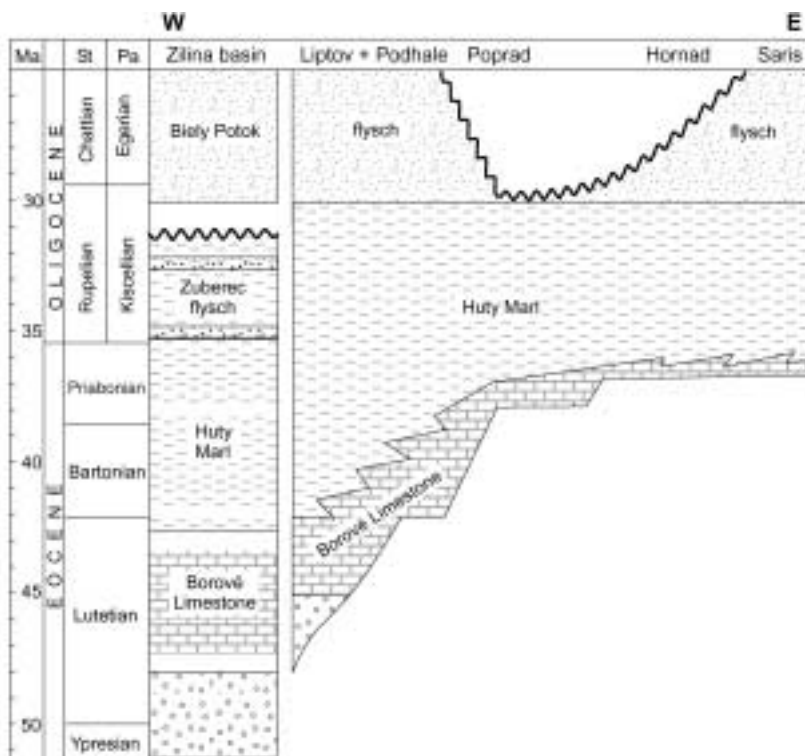 W E
Ma St Pa Zilina basin Liptov + Podhale Poprad Hornad Saris
OLIGOCENE
Chattian
Egerian
Biely Potok
flysch
flysch
30
Rupelian
Kiscellian
Zuberec
flysch
Huty Marl
35
EOCENE
Priabonian
Huty
Marl
40
Bartonian
Borové Limestone
Borové
Limestone
45
Lutetian
50
Ypresian